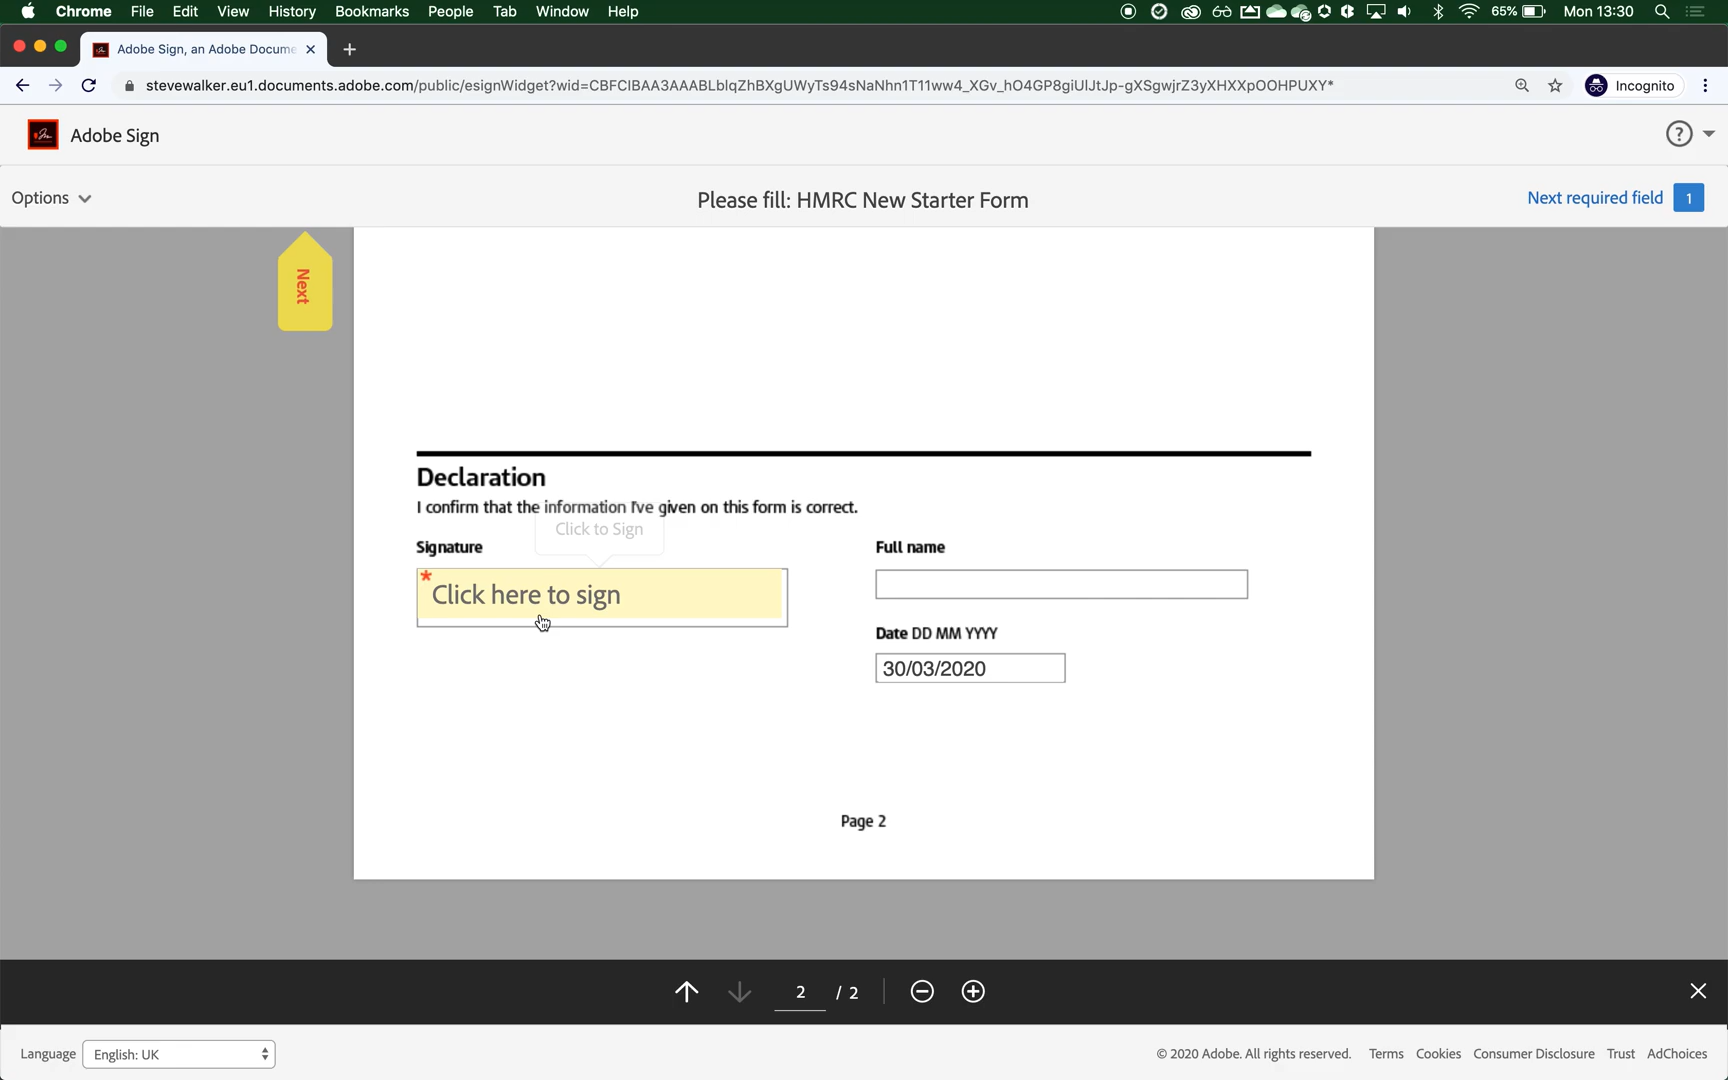 Chrome File Edit View History Bookmarks People Tab Window Help 65% Mon 13:30
Adobe Sign, an Adobe Docume
stevewalker.eu1.documents.adobe.com/public/esignWidget?wid=CBFCIBAA3AAABLblqZhBXgUWyTs94sNaNhn1T11ww4_XGv_hO4GP8giUlJtJp-gXSgwjrZ3yXHXXpOOHPUXY* Incognito
Adobe Sign ?
Options Please fill: HMRC New Starter Form Next required field 1
Next
Declaration
I confirm that the information I've given on this form is correct.
Click to Sign
Signature Full name
* Click here to sign
Date DD MM YYYY
30/03/2020
Page 2
2 / 2
Language English: UK © 2020 Adobe. All rights reserved. Terms Cookies Consumer Disclosure Trust AdChoices